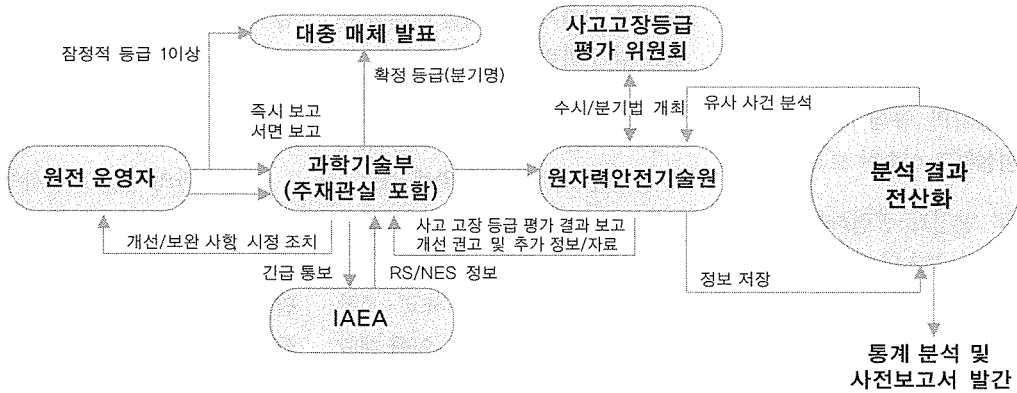 대중 매체 발표
사고고장등급
평가 위원회
잠정적 등급 1이상
확정 등급(분기명)
수시/분기법 개최
유사 사건 분석
즉시 보고
서면 보고
원전 운영자
과학기술부
(주재관실 포함)
원자력안전기술원
분석 결과
전산화
개선/보완 사항 시정 조치
사고 고장 등급 평가 결과 보고
개선 권고 및 추가 정보/자료
긴급 통보
RS/NES 정보
정보 저장
IAEA
통계 분석 및
사전보고서 발간